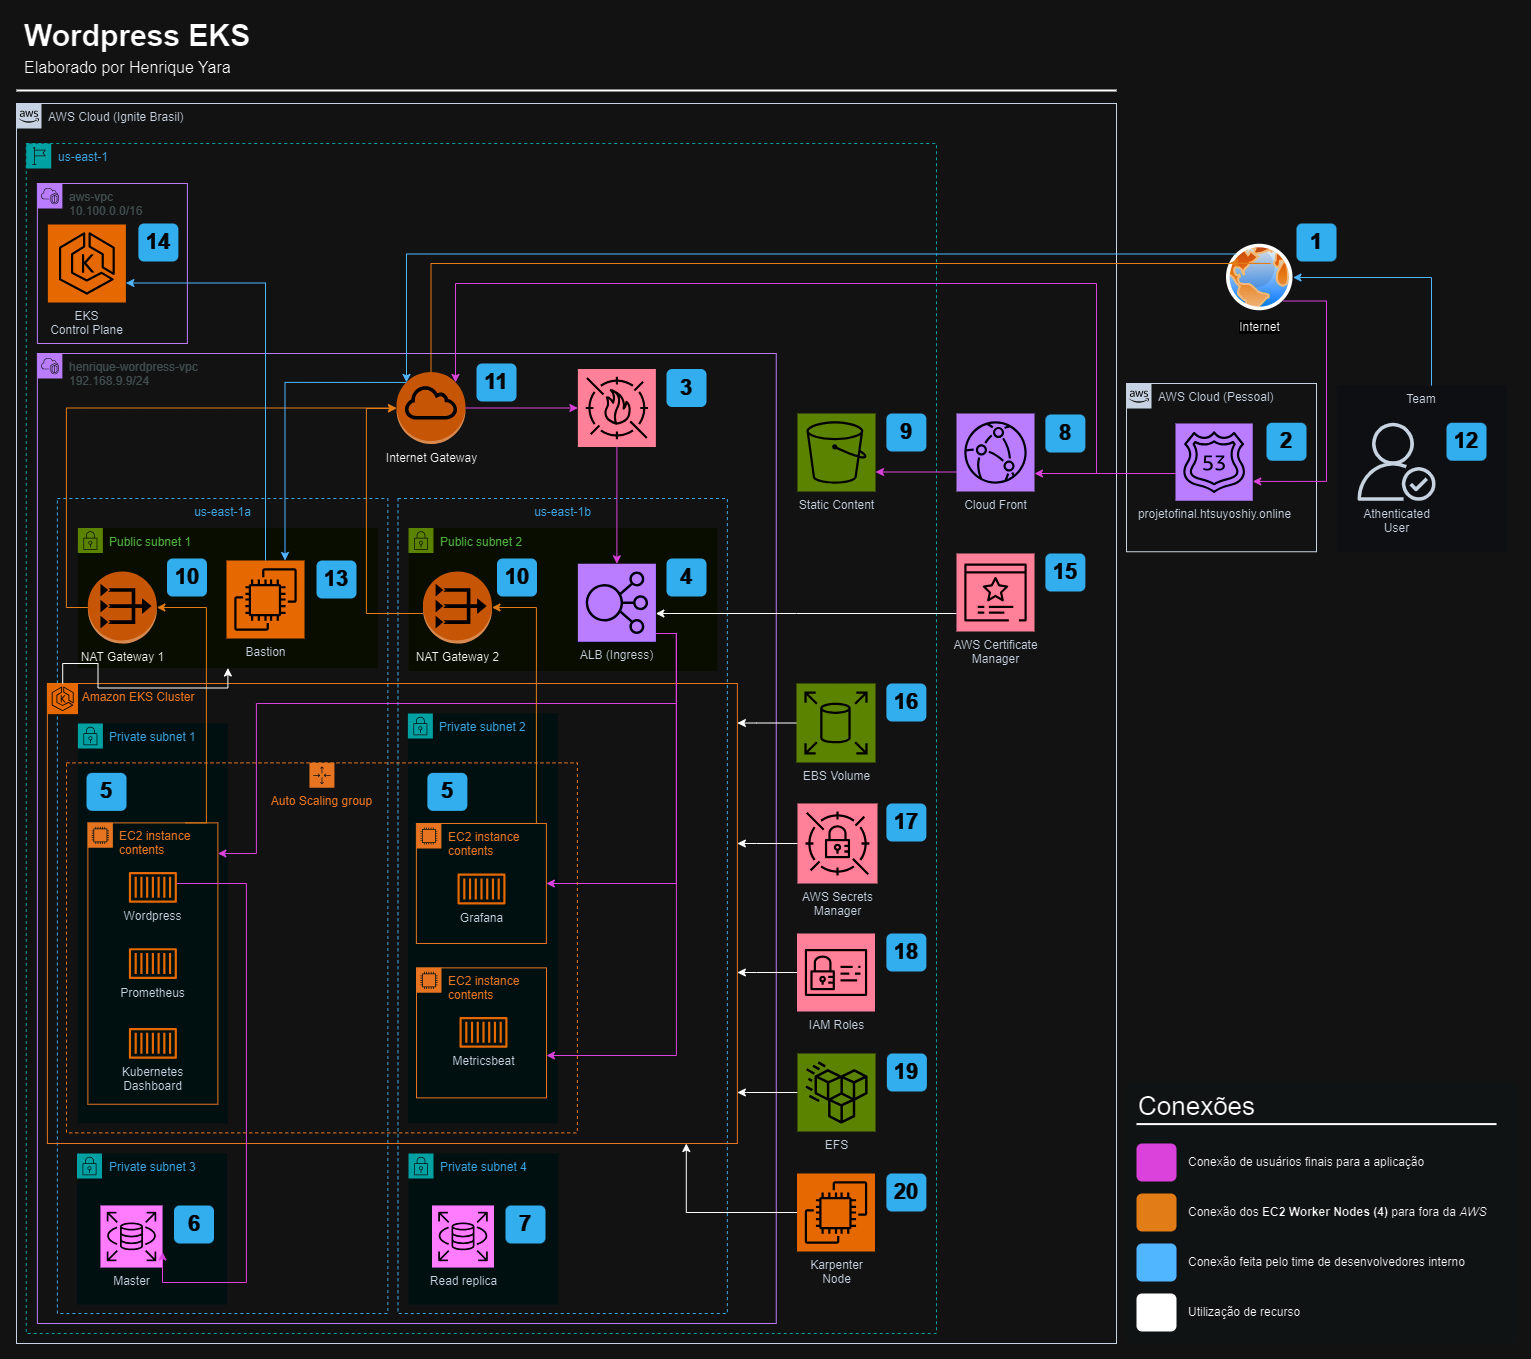 Wordpress EKS
Elaborado por Henrique Yara
aws
AWS Cloud (Ignite Brasil)
us-east-1
aws-vpc
10.100.0.0/16
14
K
EKS
Control Plane
1
Internet
henrique-wordpress-vpc
192.168.9.9/24
11
Internet Gateway
3
9
Static Content
8
Cloud Front
aws
AWS Cloud (Pessoal)
2
53
projetofinal.htsuyoshiy.online
Team
12
Athenticated
User
us-east-1a
us-east-1b
Public subnet 1
Public subnet 2
10
NAT Gateway 1
13
Bastion
10
NAT Gateway 2
4
ALB (Ingress)
15
AWS Certificate
Manager
K
Amazon EKS Cluster
Private subnet 1
Private subnet 2
16
EBS Volume
5
Auto Scaling group
5
EC2 instance
contents
Wordpress
Prometheus
Kubernetes
Dashboard
EC2 instance
contents
Grafana
EC2 instance
contents
Metricsbeat
17
AWS Secrets
Manager
18
IAM Roles
19
EFS
Private subnet 3
Private subnet 4
6
Master
7
Read replica
20
Karpenter
Node
Conexões
Conexão de usuários finais para a aplicação
Conexão dos EC2 Worker Nodes (4) para fora da AWS
Conexão feita pelo time de desenvolvedores interno
Utilização de recurso